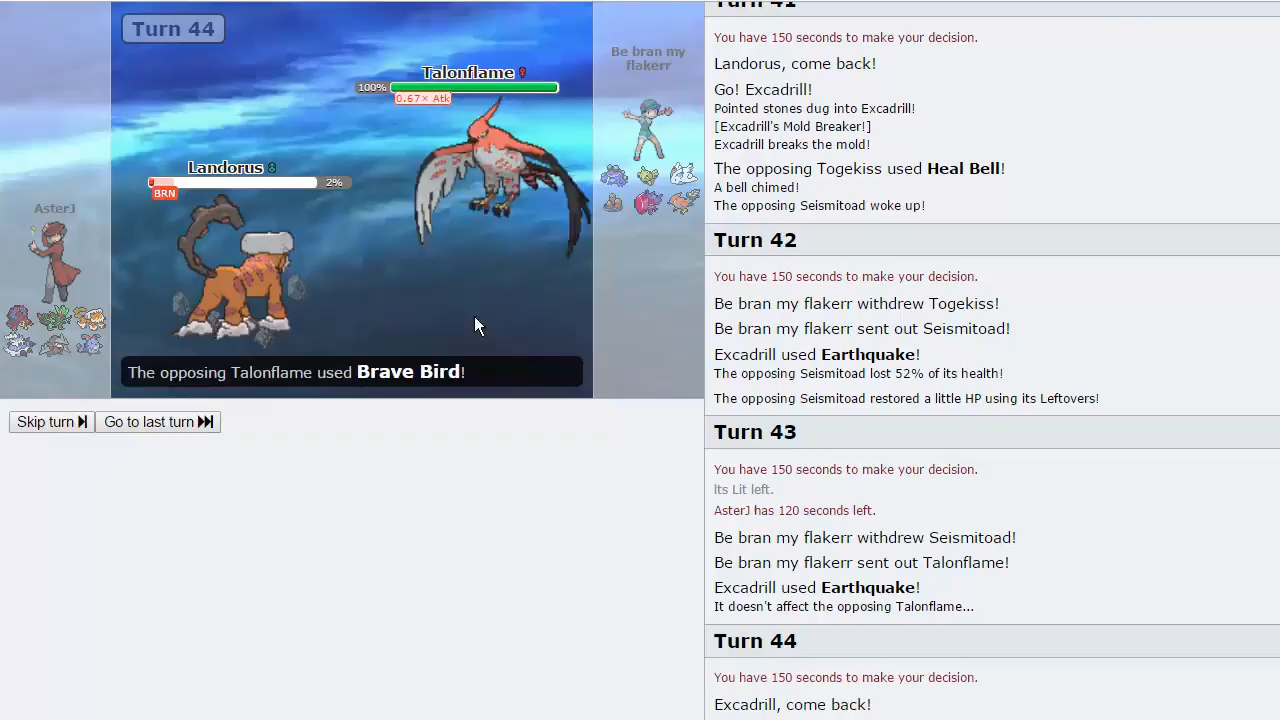 Turn 44
Be bran my
flakerr
Talonflame
100%
0.67× Atk
Landorus
2%
BRN
AsterJ
The opposing Talonflame used Brave Bird!
Skip turn
Go to last turn
Turn 41
You have 150 seconds to make your decision.
Landorus, come back!
Go! Excadrill!
Pointed stones dug into Excadrill!
[Excadrill's Mold Breaker!]
Excadrill breaks the mold!
The opposing Togekiss used Heal Bell!
A bell chimed!
The opposing Seismitoad woke up!
Turn 42
You have 150 seconds to make your decision.
Be bran my flakerr withdrew Togekiss!
Be bran my flakerr sent out Seismitoad!
Excadrill used Earthquake!
The opposing Seismitoad lost 52% of its health!
The opposing Seismitoad restored a little HP using its Leftovers!
Turn 43
You have 150 seconds to make your decision.
lts Lit left.
AsterJ has 120 seconds left.
Be bran my flakerr withdrew Seismitoad!
Be bran my flakerr sent out Talonflame!
Excadrill used Earthquake!
It doesn't affect the opposing Talonflame...
Turn 44
You have 150 seconds to make your decision.
Excadrill, come back!